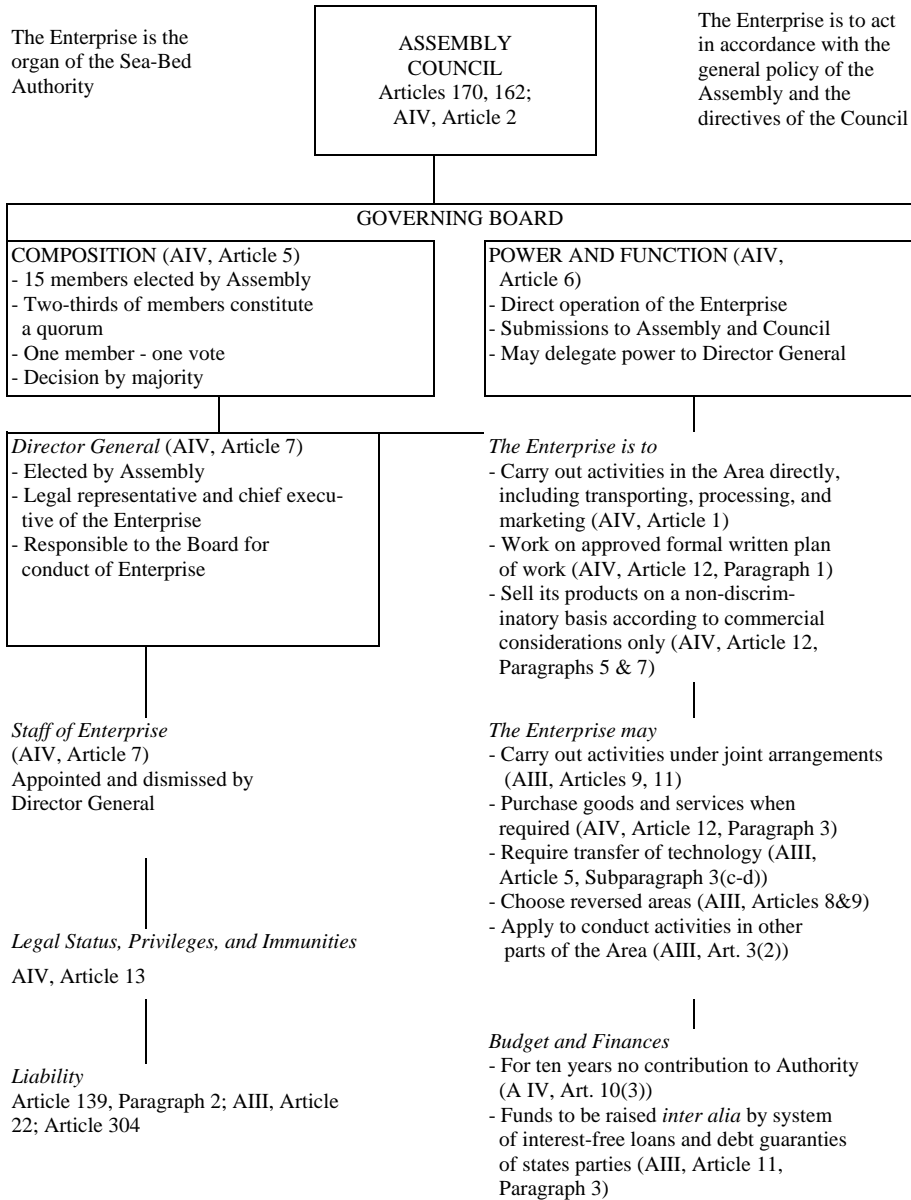 The Enterprise is the
organ of the Sea-Bed
Authority
ASSEMBLY
COUNCIL
Articles 170, 162;
AIV, Article 2
The Enterprise is to act
in accordance with the
general policy of the
Assembly and the
directives of the Council
GOVERNING BOARD
COMPOSITION (AIV, Article 5)
- 15 members elected by Assembly
- Two-thirds of members constitute
a quorum
- One member - one vote
- Decision by majority
POWER AND FUNCTION (AIV,
Article 6)
- Direct operation of the Enterprise
- Submissions to Assembly and Council
- May delegate power to Director General
Director General (AIV, Article 7)
- Elected by Assembly
- Legal representative and chief execu-
tive of the Enterprise
- Responsible to the Board for
conduct of Enterprise
Staff of Enterprise
(AIV, Article 7)
Appointed and dismissed by
Director General
Legal Status, Privileges, and Immunities
AIV, Article 13
Liability
Article 139, Paragraph 2; AIII, Article
22; Article 304
The Enterprise is to
- Carry out activities in the Area directly,
including transporting, processing, and
marketing (AIV, Article 1)
- Work on approved formal written plan
of work (AIV, Article 12, Paragraph 1)
- Sell its products on a non-discrim-
inatory basis according to commercial
considerations only (AIV, Article 12,
Paragraphs 5 & 7)
The Enterprise may
- Carry out activities under joint arrangements
(AIII, Articles 9, 11)
- Purchase goods and services when
required (AIV, Article 12, Paragraph 3)
- Require transfer of technology (AIII,
Article 5, Subparagraph 3(c-d))
- Choose reversed areas (AIII, Articles 8&9)
- Apply to conduct activities in other
parts of the Area (AIII, Art. 3(2))
Budget and Finances
- For ten years no contribution to Authority
(A IV, Art. 10(3))
- Funds to be raised inter alia by system
of interest-free loans and debt guaranties
of states parties (AIII, Article 11,
Paragraph 3)